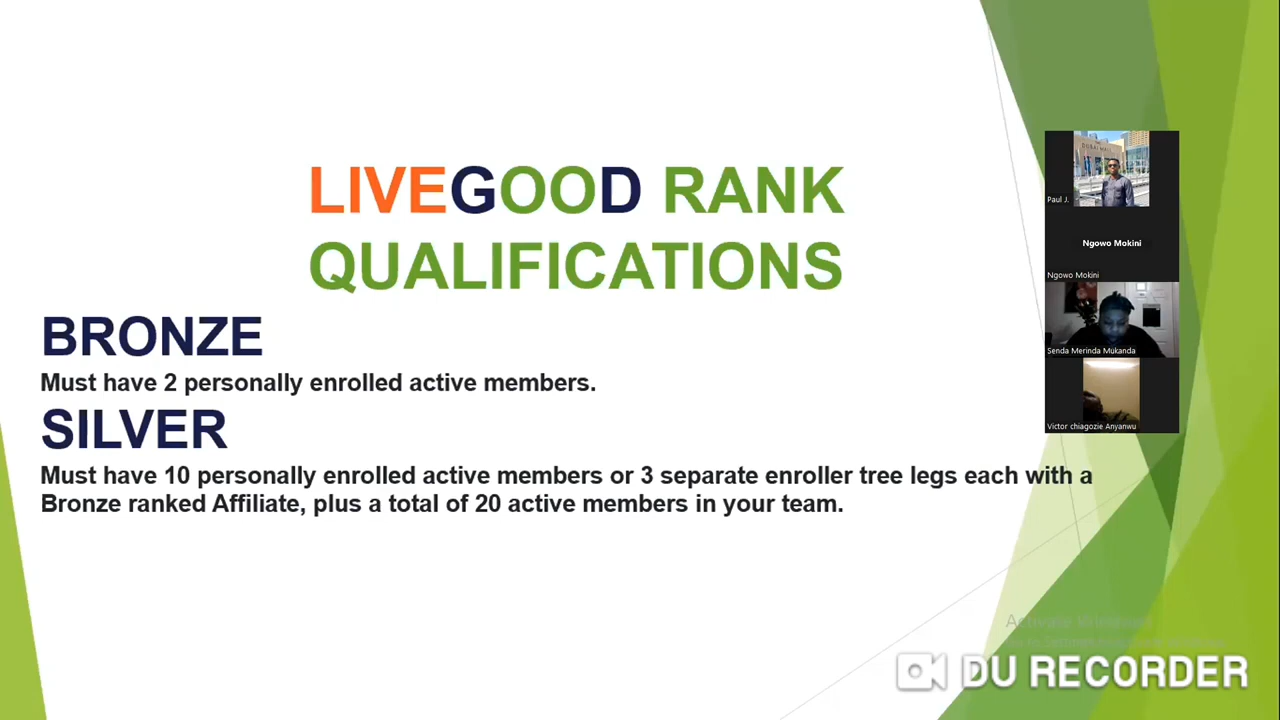 LIVEGOOD RANK
QUALIFICATIONS
BRONZE
Must have 2 personally enrolled active members.
SILVER
Must have 10 personally enrolled active members or 3 separate enroller tree legs each with a
Bronze ranked Affiliate, plus a total of 20 active members in your team.
Paul J.
Ngowo Mokini
Ngowo Mokini
Senda Merinda Mukanda
Victor chiagozie Anyanwu
DU RECORDER